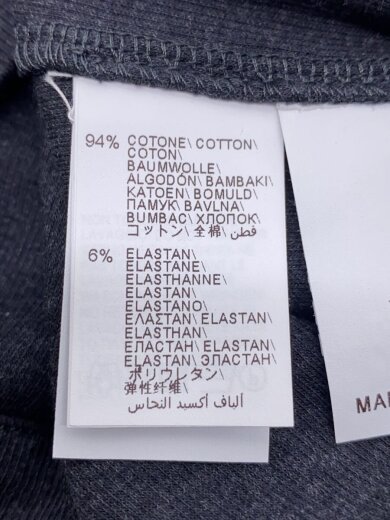 94% COTONE\ COTTON\
COTON\
BAUMWOLLE\
ALGODÓN\ BAMBAKI\
KATOEN\ BOMULD\
ПАМУК\ BAVLNA\
BUMBAC\ ХЛОПОК\
コットン\ 全棉\ قطن\
6% ELASTAN\
ELASTANE\
ELASTHANNE\
ELASTAN\
ELASTANO\
ΕΛΑΣΤΑΝ\ ELASTAN\
ELASTHAN\
ЕЛАСТАН\ ELASTAN\
ELASTAN\ ЭЛАСТАН\
ポリウレタン\
弹性纤维\
الياف أكسيد النحاس\
MA